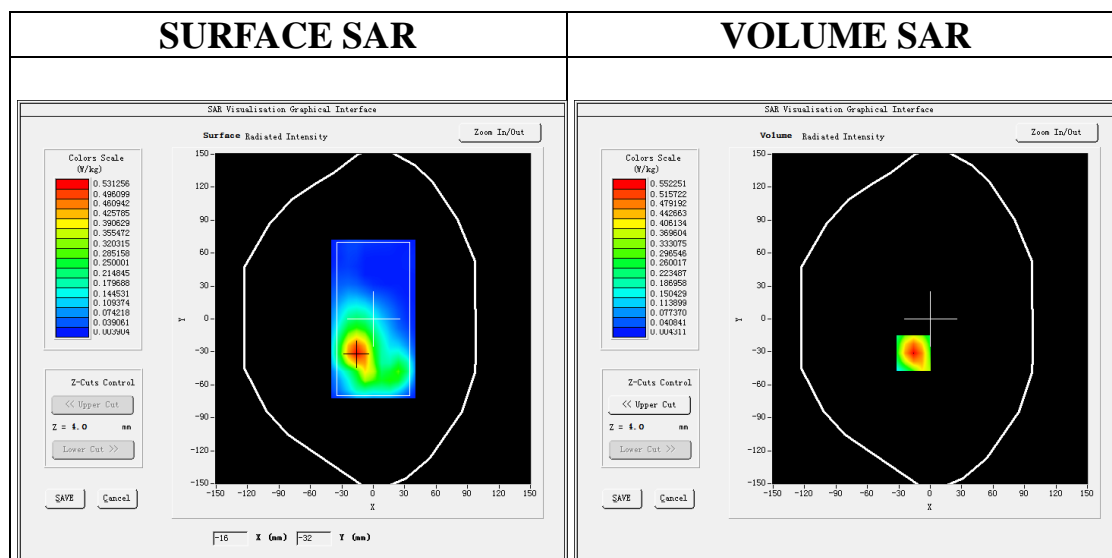 SURFACE SAR
VOLUME SAR
SAR Visualisation Graphical Interface
Surface Radiated Intensity
Zoom In/Out
Colors Scale
(W/kg)
0.531256
0.496099
0.460942
0.425785
0.390629
0.355472
0.320315
0.285158
0.250001
0.214845
0.179688
0.144531
0.109374
0.074218
0.039061
0.003904
Z-Cuts Control
<< Upper Cut
Z = 4.0 mm
Lower Cut >>
SAVE Cancel
150
120
90
60
30
0
-30
-60
-90
-120
-150
Y
-150 -120 -90 -60 -30 0 30 60 90 120 150
X
-16 X (mm) -32 Y (mm)
SAR Visualisation Graphical Interface
Volume Radiated Intensity
Zoom In/Out
Colors Scale
(W/kg)
0.552251
0.515722
0.479192
0.442663
0.406134
0.369604
0.333075
0.296546
0.260017
0.223487
0.186958
0.150429
0.113899
0.077370
0.040841
0.004311
Z-Cuts Control
<< Upper Cut
Z = 4.0 mm
Lower Cut >>
SAVE Cancel
150
120
90
60
30
0
-30
-60
-90
-120
-150
Y
-150 -120 -90 -60 -30 0 30 60 90 120 150
X